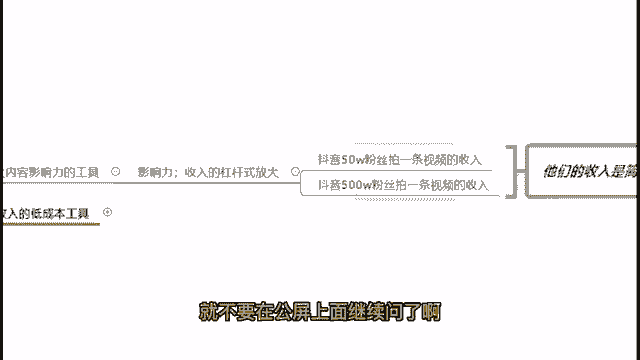 抖音50w粉丝拍一条视频的收入
内容影响力的工具
影响力；收入的杠杆式放大
他们的收入是
抖音500w粉丝拍一条视频的收入
收入的低成本工具
就不要在公屏上面继续问了啊